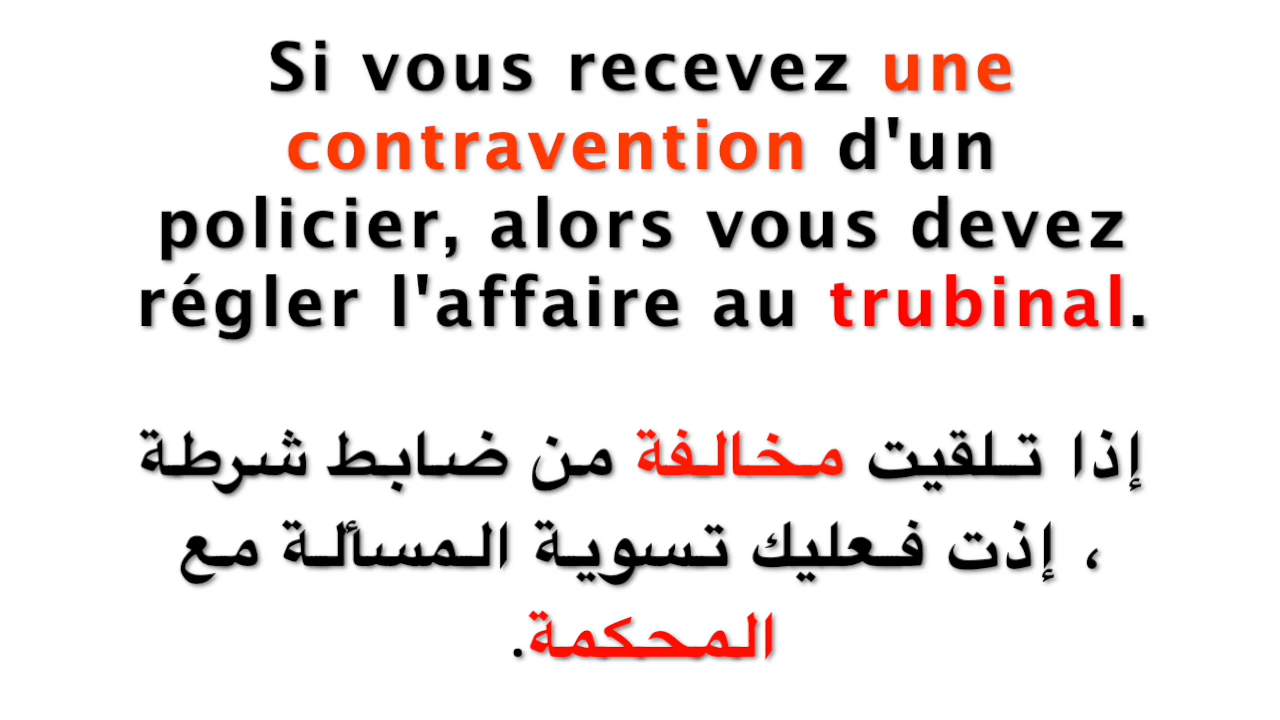 Si vous recevez une
contravention d'un
policier, alors vous devez
régler l'affaire au trubinal.
إذا تلقيت مخالفة من ضابط شرطة
، إذت فعليك تسوية المسألة مع
المحكمة.